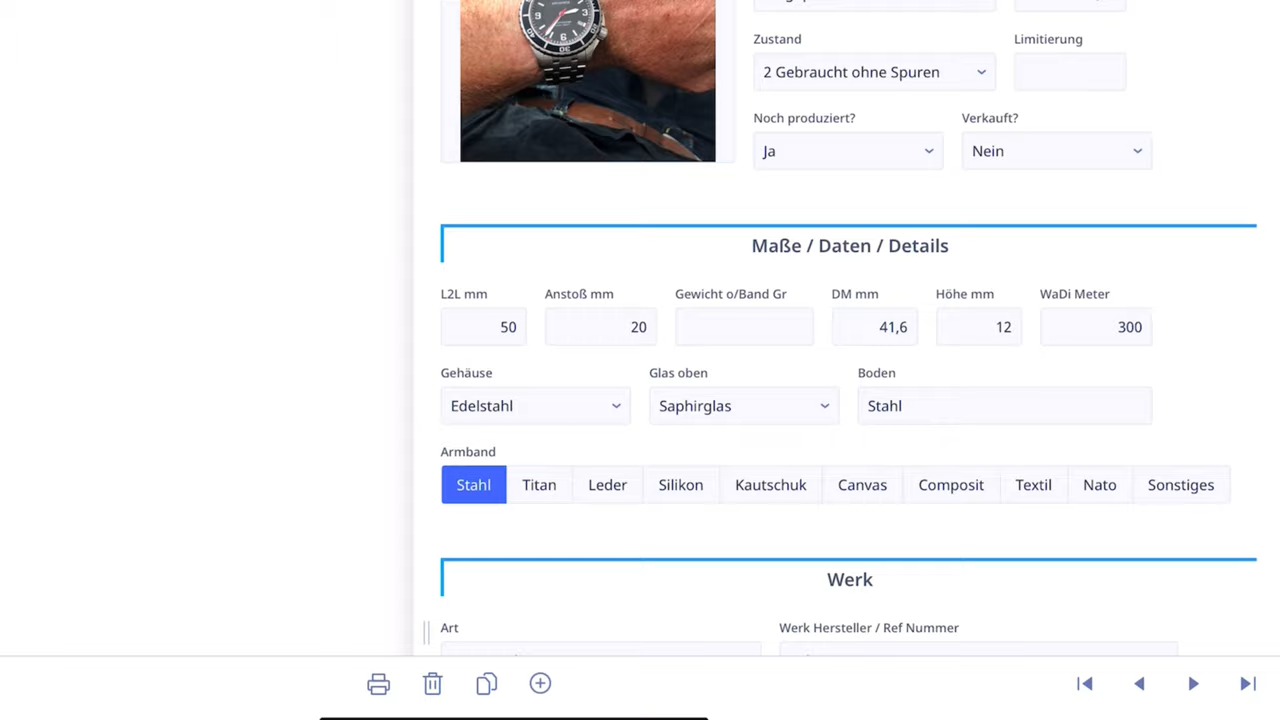 Zustand
Limitierung
2 Gebraucht ohne Spuren
Noch produziert?
Verkauft?
Ja
Nein
Maße / Daten / Details
L2L mm
Anstoß mm
Gewicht o/Band Gr
DM mm
Höhe mm
WaDi Meter
50
20
41,6
12
300
Gehäuse
Glas oben
Boden
Edelstahl
Saphirglas
Stahl
Armband
Stahl
Titan
Leder
Silikon
Kautschuk
Canvas
Composit
Textil
Nato
Sonstiges
Werk
Art
Werk Hersteller / Ref Nummer